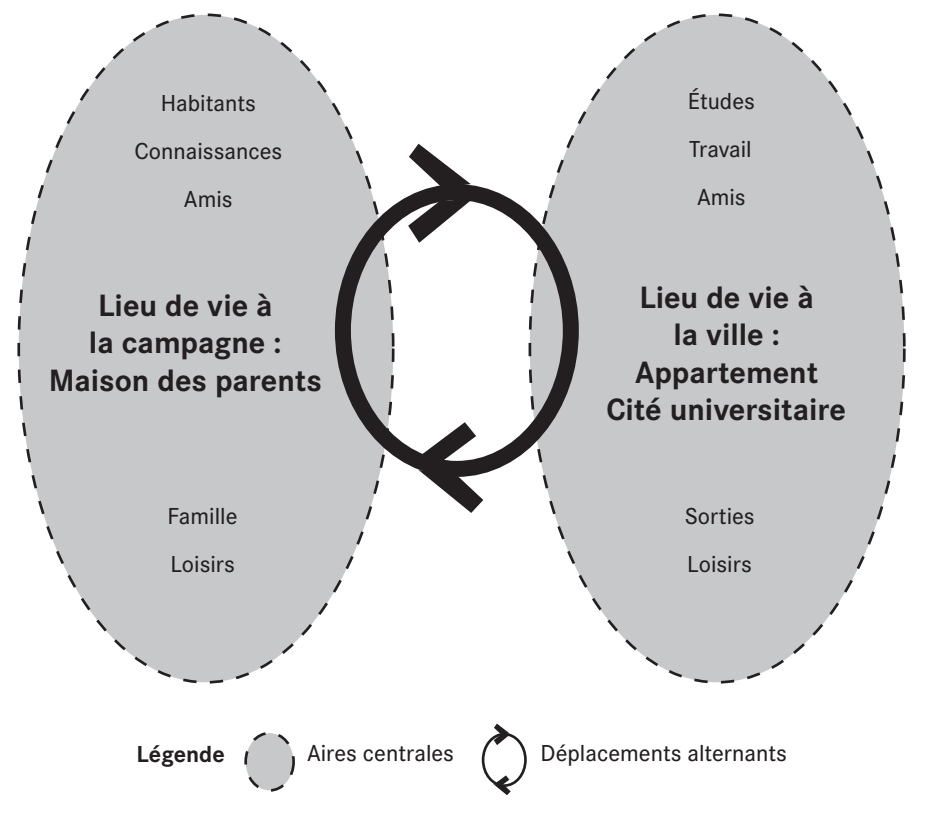 Habitants
Connaissances
Amis
Lieu de vie à
la campagne :
Maison des parents
Famille
Loisirs
Études
Travail
Amis
Lieu de vie à
la ville :
Appartement
Cité universitaire
Sorties
Loisirs
Légende
Aires centrales
Déplacements alternants